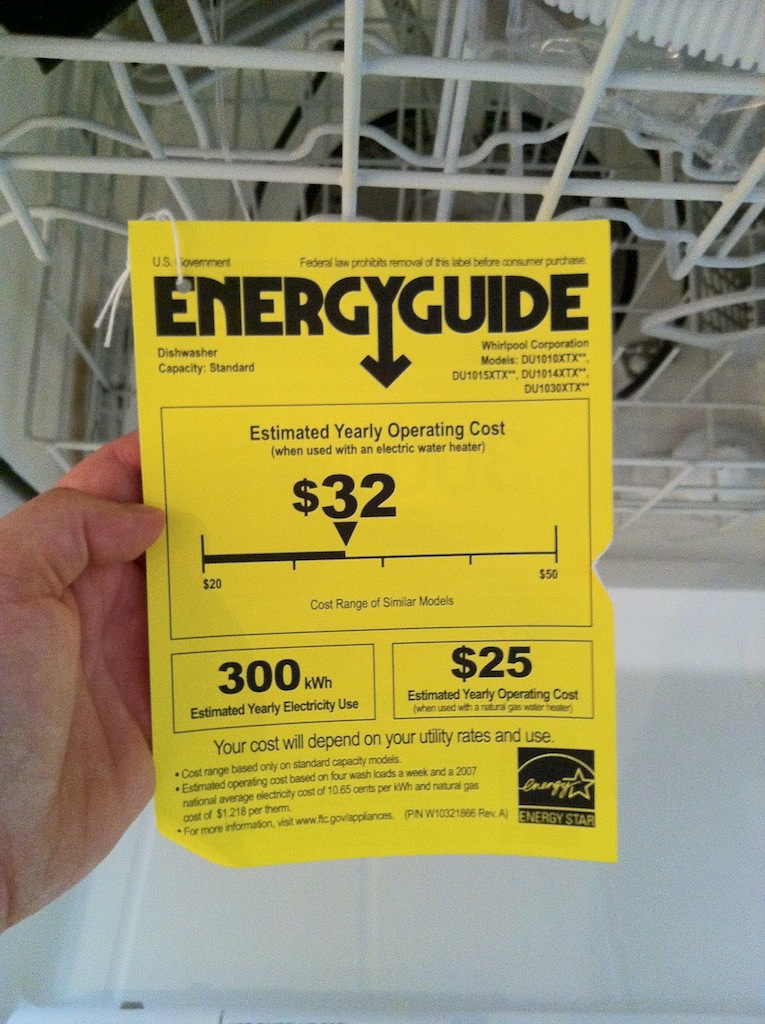 U.S. Government Federal law prohibits removal of this label before consumer purchase.
ENERGYGUIDE
Dishwasher
Capacity: Standard
Whirlpool Corporation
Models: DU1010XTX**,
DU1015XTX**, DU1014XTX**,
DU1030XTX**
Estimated Yearly Operating Cost
(when used with an electric water heater)
$32
$20 $50
Cost Range of Similar Models
300 kWh
Estimated Yearly Electricity Use
$25
Estimated Yearly Operating Cost
(when used with a natural gas water heater)
Your cost will depend on your utility rates and use.
• Cost range based only on standard capacity models.
• Estimated operating cost based on four wash loads a week and a 2007
national average electricity cost of 10.65 cents per kWh and natural gas
cost of $1.218 per therm.
• For more information, visit www.ftc.gov/appliances. (P/N W10321866 Rev. A)
energy
ENERGY STAR